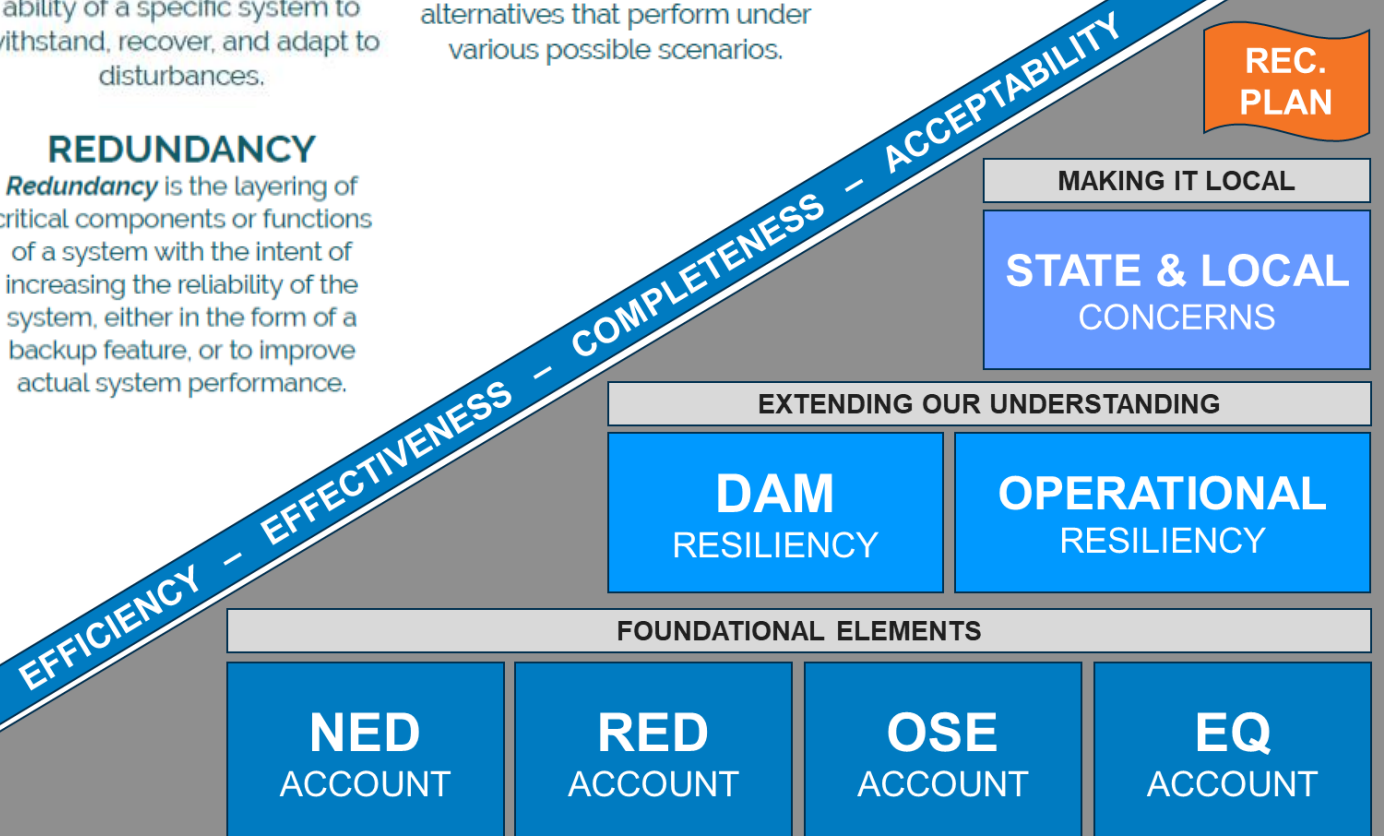 ability of a specific system to
withstand, recover, and adapt to
disturbances.
alternatives that perform under
various possible scenarios.
REDUNDANCY
Redundancy is the layering of
critical components or functions
of a system with the intent of
increasing the reliability of the
system, either in the form of a
backup feature, or to improve
actual system performance.
EFFICIENCY – EFFECTIVENESS – COMPLETENESS – ACCEPTABILITY
REC.
PLAN
MAKING IT LOCAL
STATE & LOCAL
CONCERNS
EXTENDING OUR UNDERSTANDING
DAM
RESILIENCY
OPERATIONAL
RESILIENCY
FOUNDATIONAL ELEMENTS
NED
ACCOUNT
RED
ACCOUNT
OSE
ACCOUNT
EQ
ACCOUNT